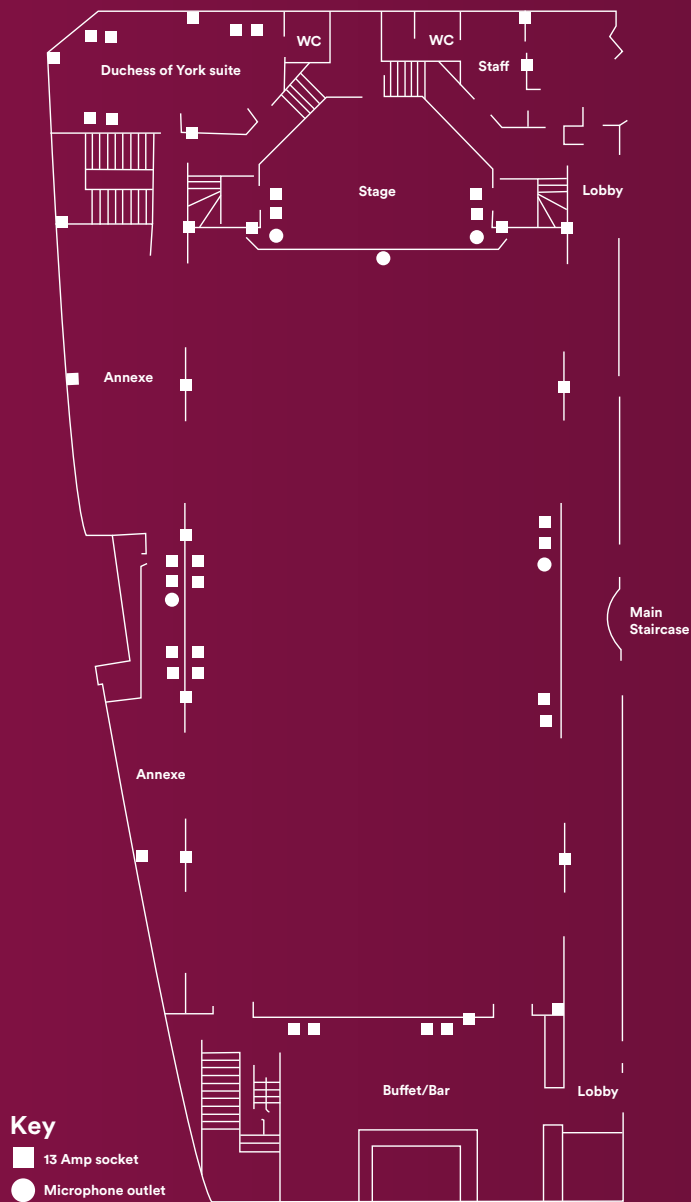 WC
WC
Duchess of York suite
Staff
Stage
Lobby
Annexe
Main
Staircase
Annexe
Buffet/Bar
Lobby
Key
13 Amp socket
Microphone outlet